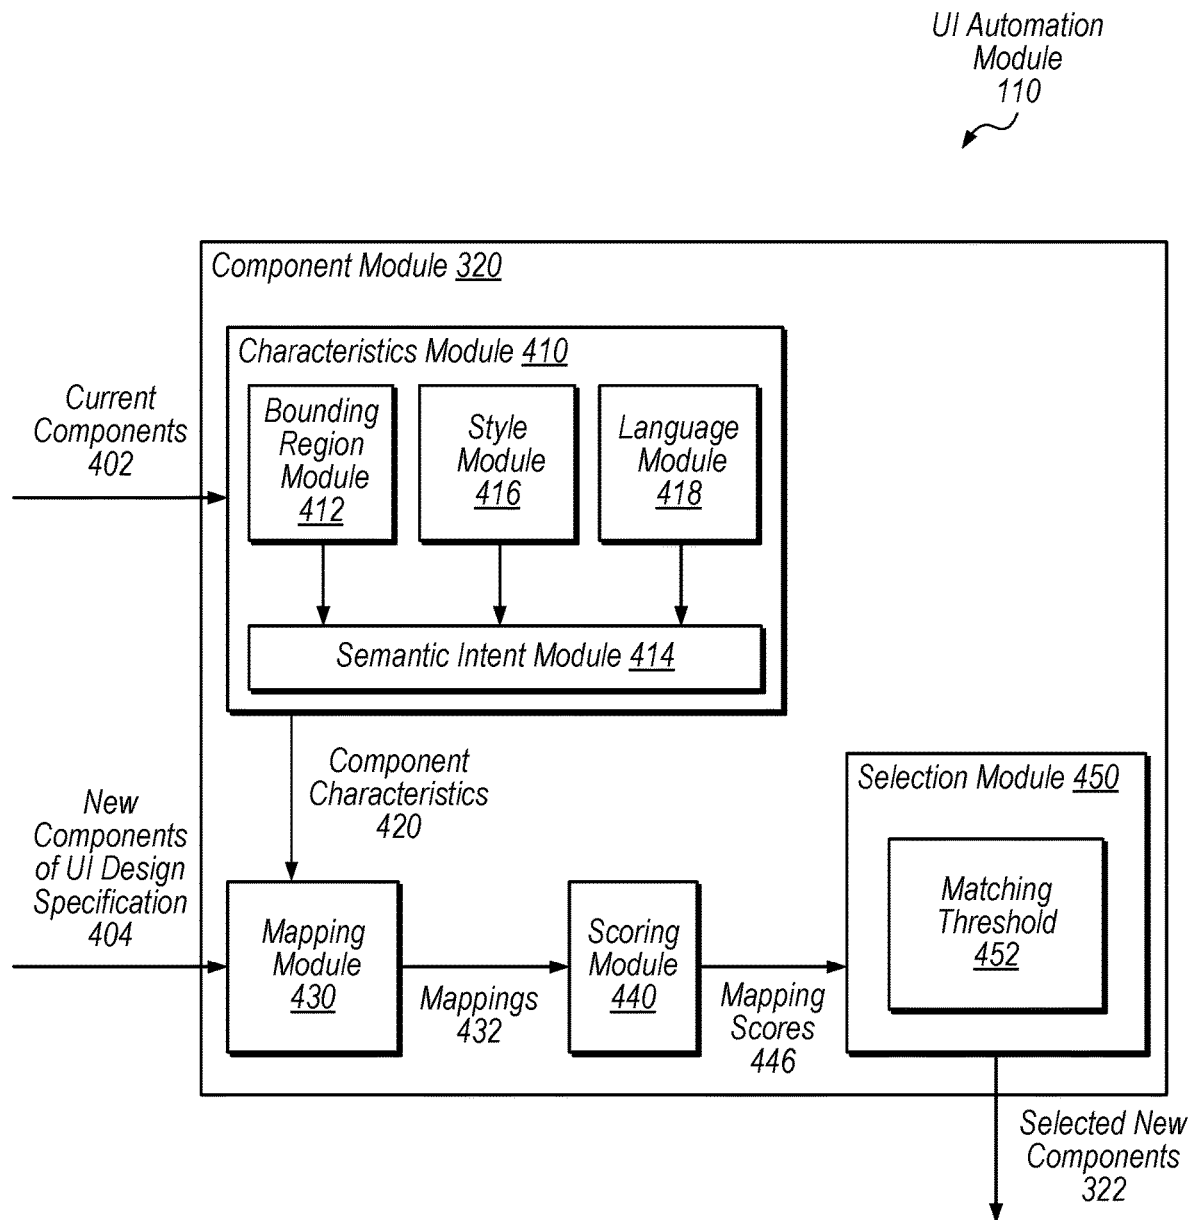 UI Automation
Module
110
Component Module 320
Characteristics Module 410
Current
Components
402
Bounding
Region
Module
412
Style
Module
416
Language
Module
418
Semantic Intent Module 414
Component
Characteristics
420
New
Components
of UI Design
Specification
404
Mapping
Module
430
Mappings
432
Scoring
Module
440
Mapping
Scores
446
Selection Module 450
Matching
Threshold
452
Selected New
Components
322